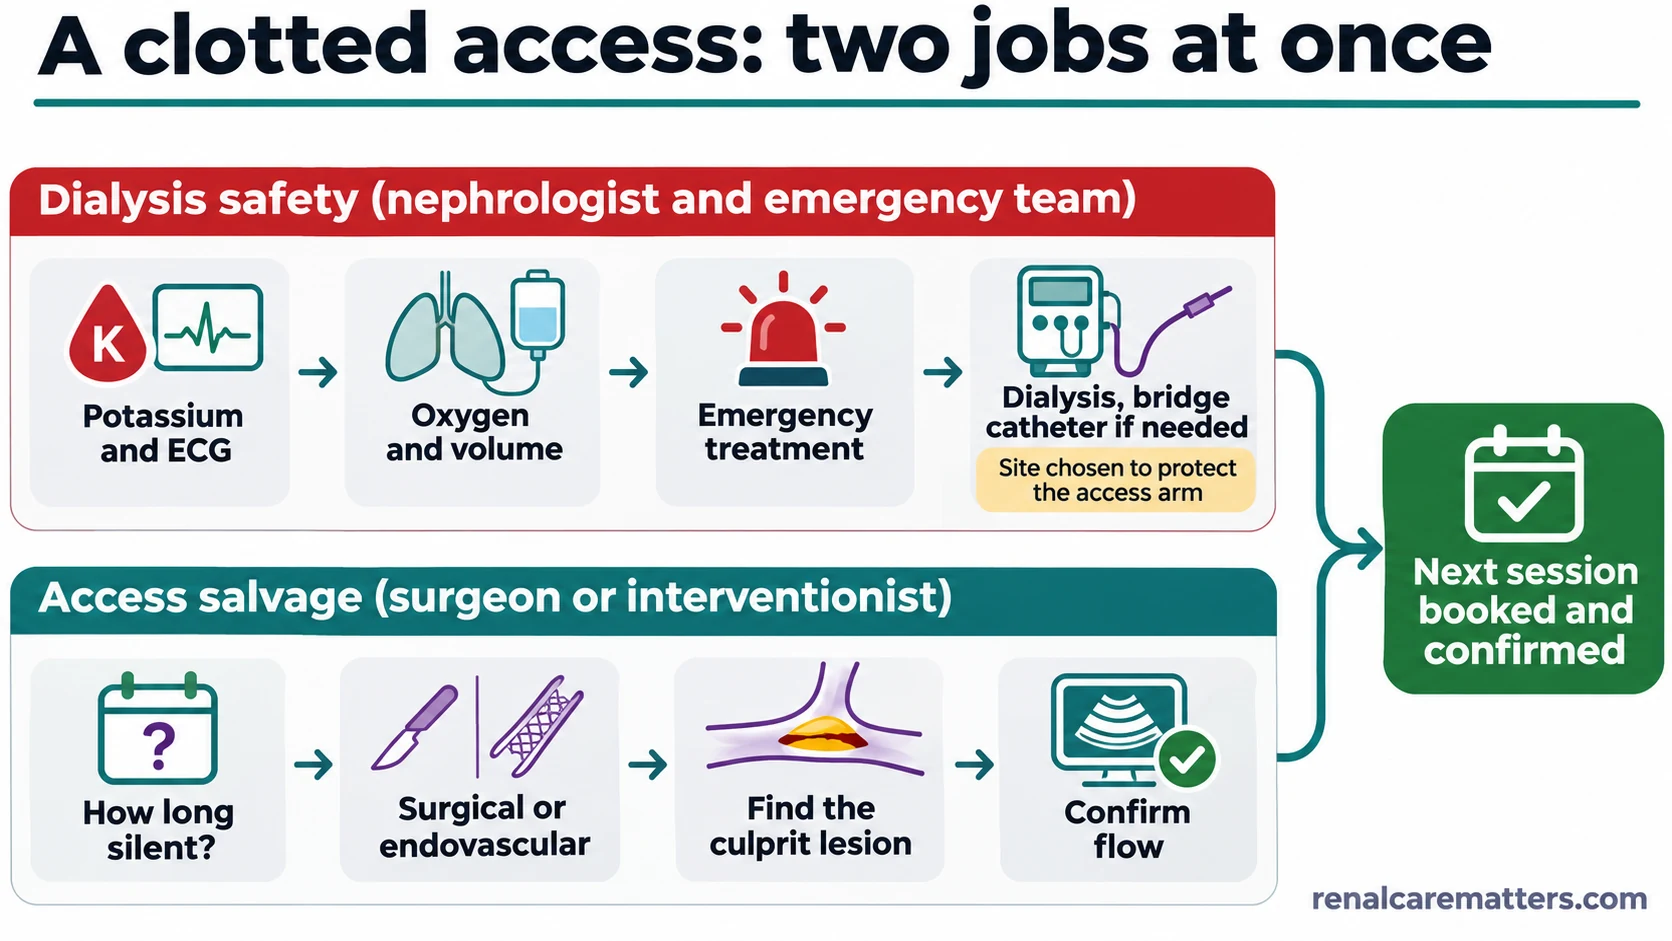 A clotted access: two jobs at once
Dialysis safety (nephrologist and emergency team)
K
Potassium
and ECG
Oxygen
and volume
Emergency
treatment
Dialysis, bridge
catheter if needed
Site chosen to protect
the access arm
Access salvage (surgeon or interventionist)
?
How long
silent?
Surgical or
endovascular
Find the
culprit lesion
Confirm
flow
Next session
booked and
confirmed
renalcarematters.com